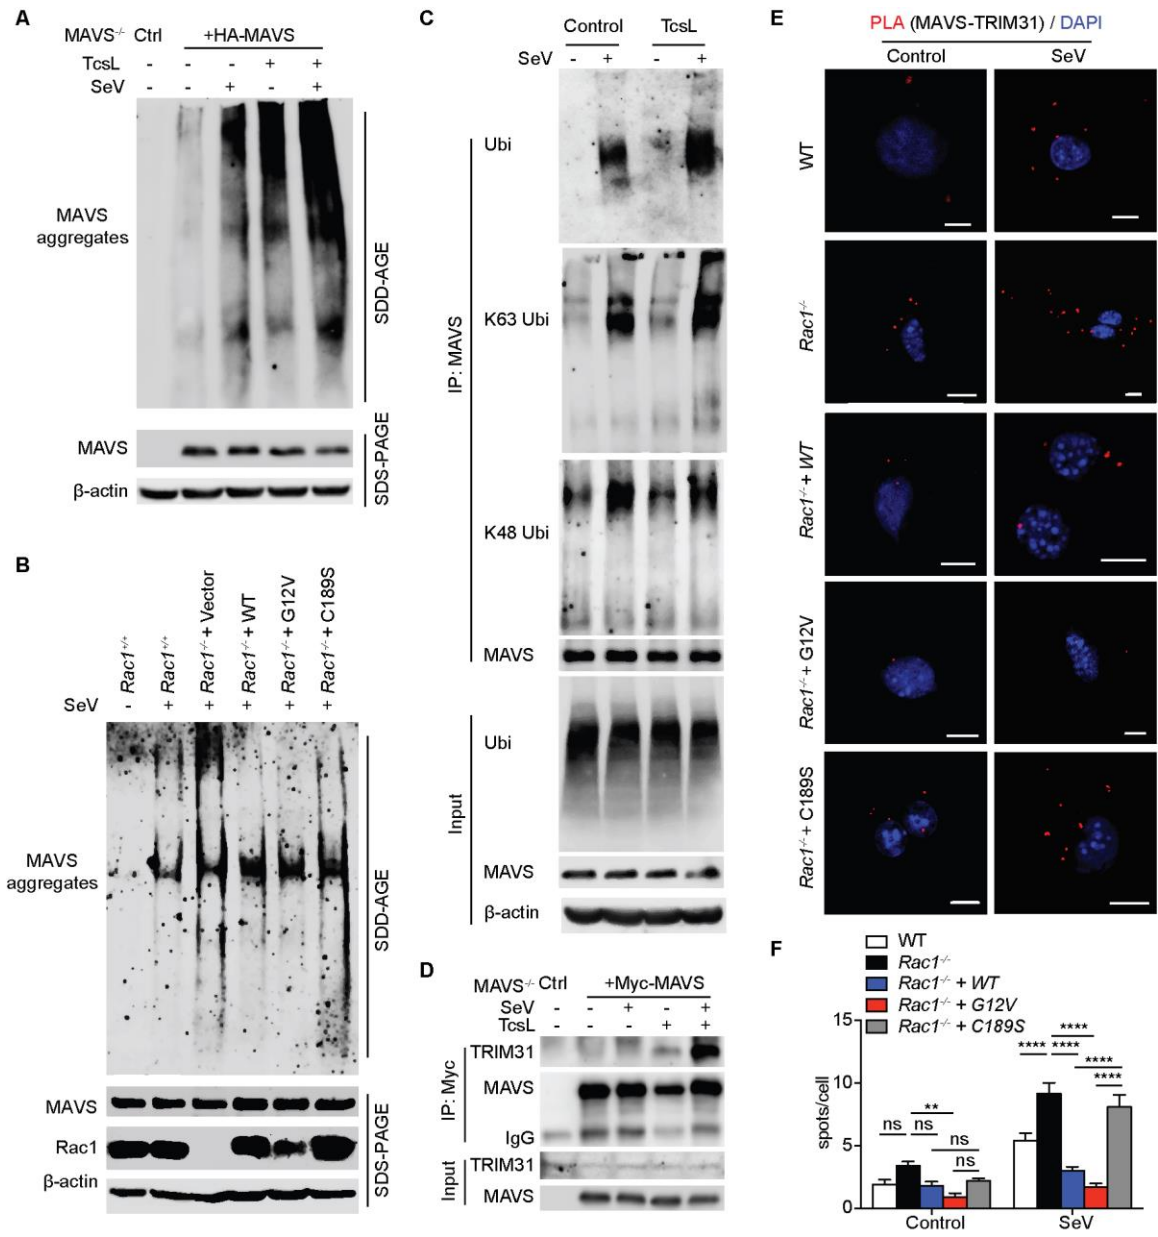 A
MAVS-/- Ctrl +HA-MAVS
TcsL - - - + +
SeV - - + - +
MAVS
aggregates
SDD-AGE
MAVS
β-actin
SDS-PAGE
B
Rac1+/+
Rac1+/+
Rac1-/- + Vector
Rac1-/- + WT
Rac1-/- + G12V
Rac1-/- + C189S
SeV - + + + + +
MAVS
aggregates
SDD-AGE
MAVS
Rac1
β-actin
SDS-PAGE
C
Control TcsL
SeV - + - +
Ubi
K63 Ubi
K48 Ubi
MAVS
IP: MAVS
Ubi
MAVS
β-actin
Input
D
MAVS-/- Ctrl +Myc-MAVS
SeV - - + - +
TcsL - - - + +
TRIM31
MAVS
IgG
IP: Myc
TRIM31
MAVS
Input
E
PLA (MAVS-TRIM31) / DAPI
Control SeV
WT
Rac1-/-
Rac1-/- + WT
Rac1-/- + G12V
Rac1-/- + C189S
F
WT
Rac1-/-
Rac1-/- + WT
Rac1-/- + G12V
Rac1-/- + C189S
spots/cell
15
10
5
0
ns
**
ns
ns
ns
****
****
****
****
****
Control SeV